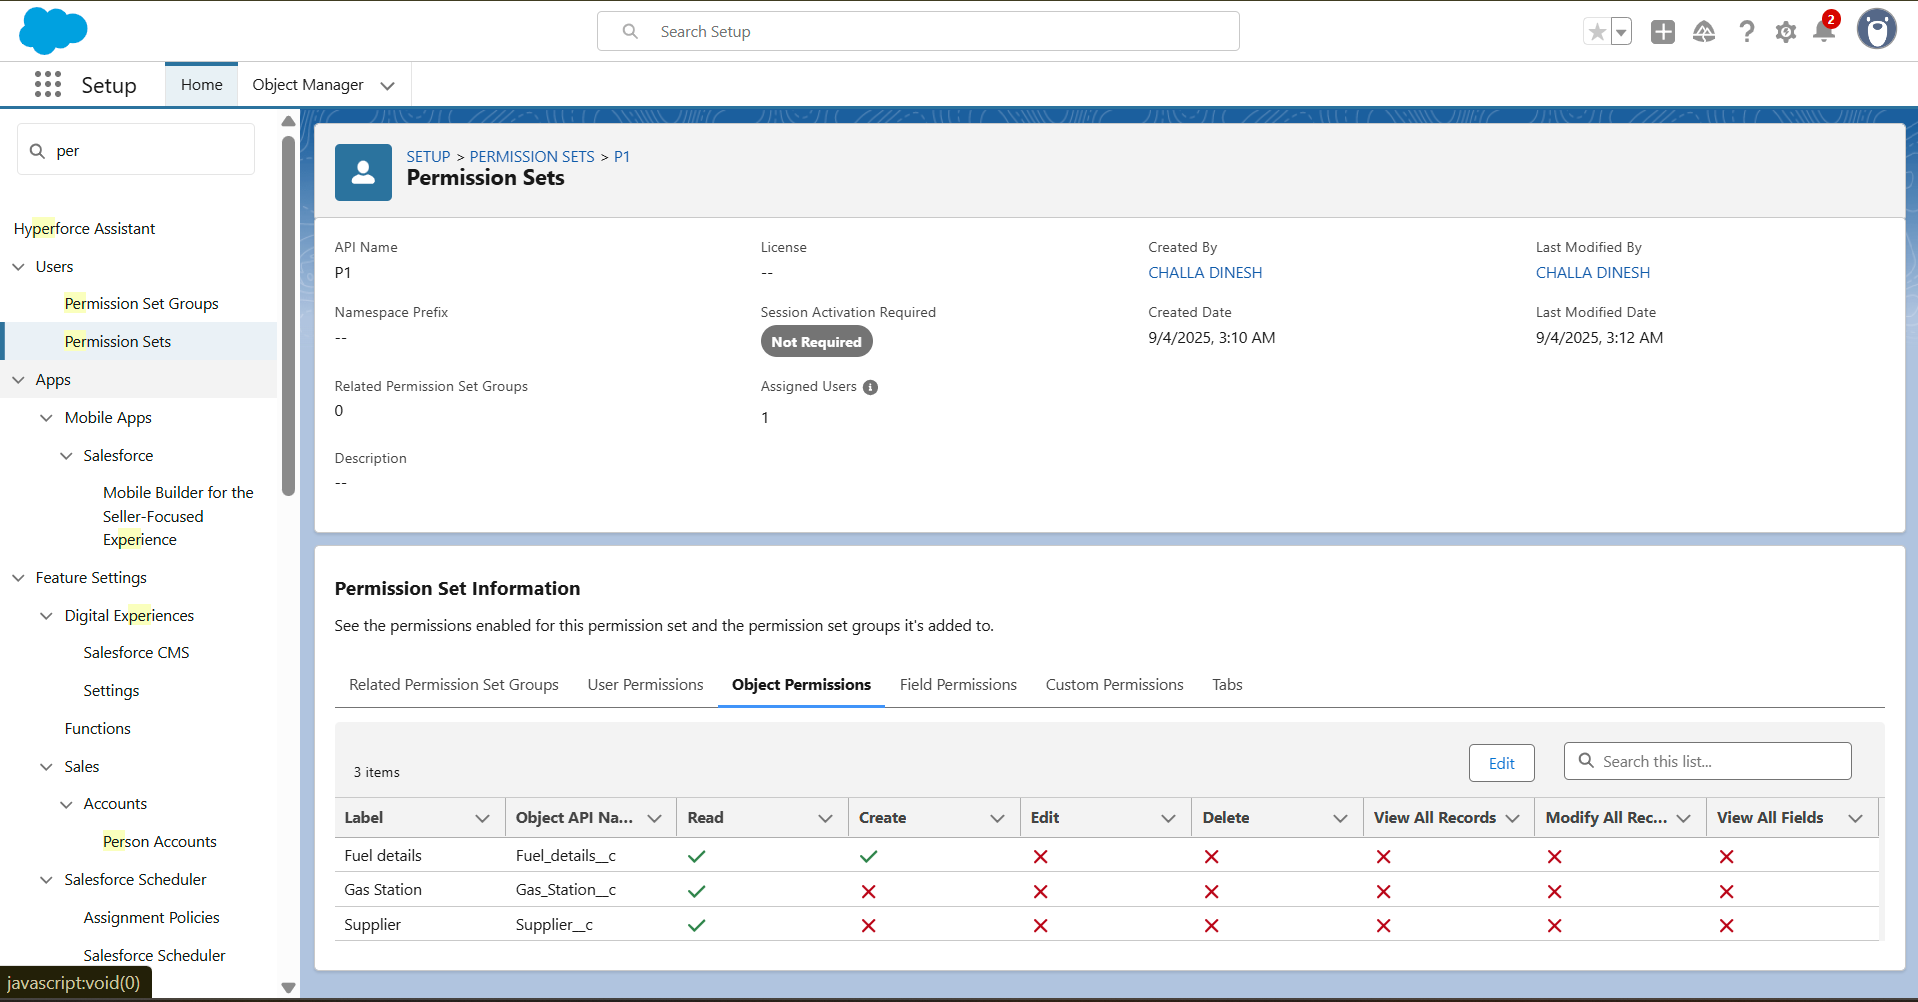 Search Setup
2
Setup
Home
Object Manager
per
Hyperforce Assistant
Users
Permission Set Groups
Permission Sets
Apps
Mobile Apps
Salesforce
Mobile Builder for the
Seller-Focused
Experience
Feature Settings
Digital Experiences
Salesforce CMS
Settings
Functions
Sales
Accounts
Person Accounts
Salesforce Scheduler
Assignment Policies
Salesforce Scheduler
javascript:void(0)
SETUP > PERMISSION SETS > P1
Permission Sets
API Name
P1
License
--
Created By
CHALLA DINESH
Last Modified By
CHALLA DINESH
Namespace Prefix
--
Session Activation Required
Not Required
Created Date
9/4/2025, 3:10 AM
Last Modified Date
9/4/2025, 3:12 AM
Related Permission Set Groups
0
Assigned Users
1
Description
--
Permission Set Information
See the permissions enabled for this permission set and the permission set groups it's added to.
Related Permission Set Groups User Permissions Object Permissions Field Permissions Custom Permissions Tabs
3 items
Edit
Search this list...
Label Object API Na... Read Create Edit Delete View All Records Modify All Rec... View All Fields
Fuel details Fuel_details__c
Gas Station Gas_Station__c
Supplier Supplier__c